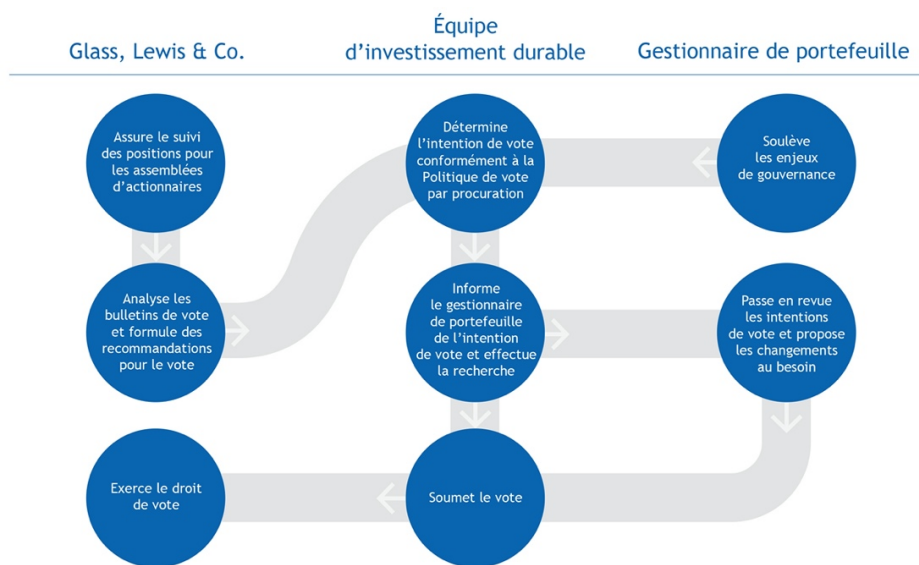 Glass, Lewis & Co.
Équipe
d’investissement durable
Gestionnaire de portefeuille
Assure le suivi
des positions pour
les assemblées
d’actionnaires
Détermine
l’intention de vote
conformément à la
Politique de vote
par procuration
Soulève
les enjeux
de gouvernance
Analyse les
bulletins de vote
et formule des
recommandations
pour le vote
Informe
le gestionnaire
de portefeuille
de l’intention
de vote et effectue
la recherche
Passe en revue
les intentions
de vote et propose
les changements
au besoin
Exerce le droit
de vote
Soumet le vote